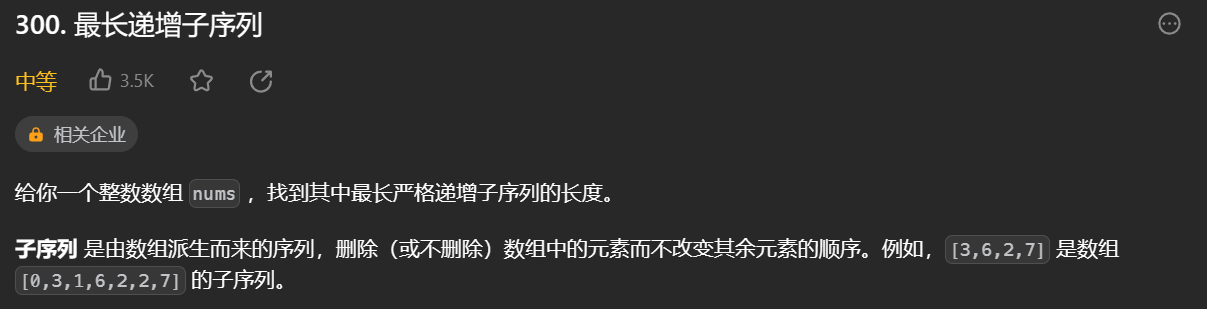 300. 最长递增子序列
中等 3.5K
相关企业
给你一个整数数组 nums ，找到其中最长严格递增子序列的长度。
子序列 是由数组派生而来的序列，删除（或不删除）数组中的元素而不改变其余元素的顺序。例如，[3,6,2,7] 是数组
[0,3,1,6,2,2,7] 的子序列。